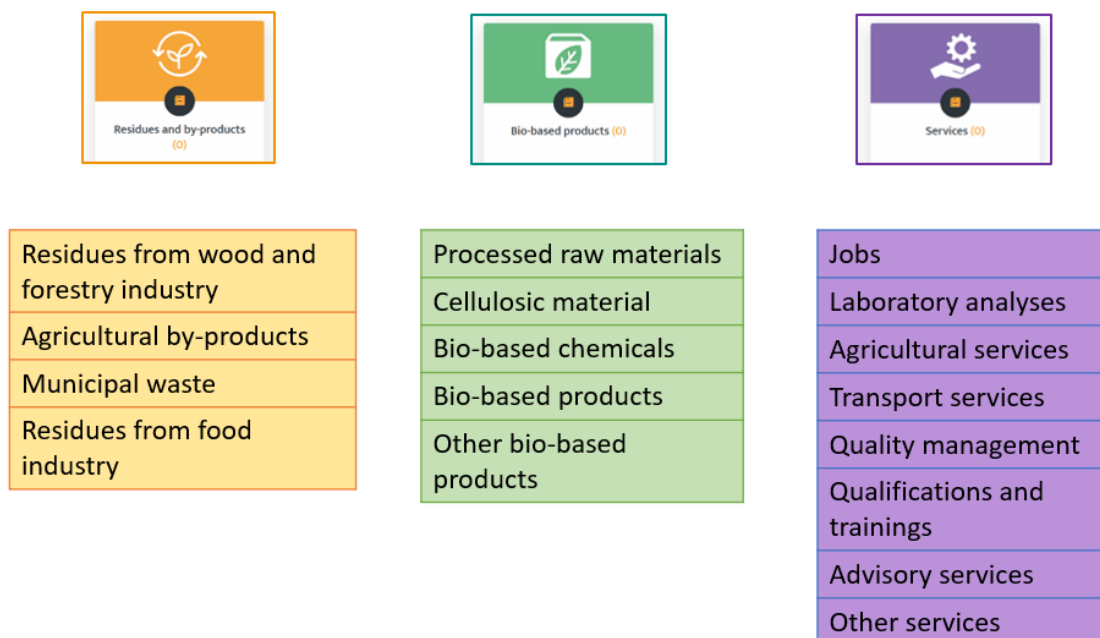 Residues and by-products
(0)
Bio-based products (0)
Services (0)
Residues from wood and
forestry industry
Agricultural by-products
Municipal waste
Residues from food
industry
Processed raw materials
Cellulosic material
Bio-based chemicals
Bio-based products
Other bio-based
products
Jobs
Laboratory analyses
Agricultural services
Transport services
Quality management
Qualifications and
trainings
Advisory services
Other services